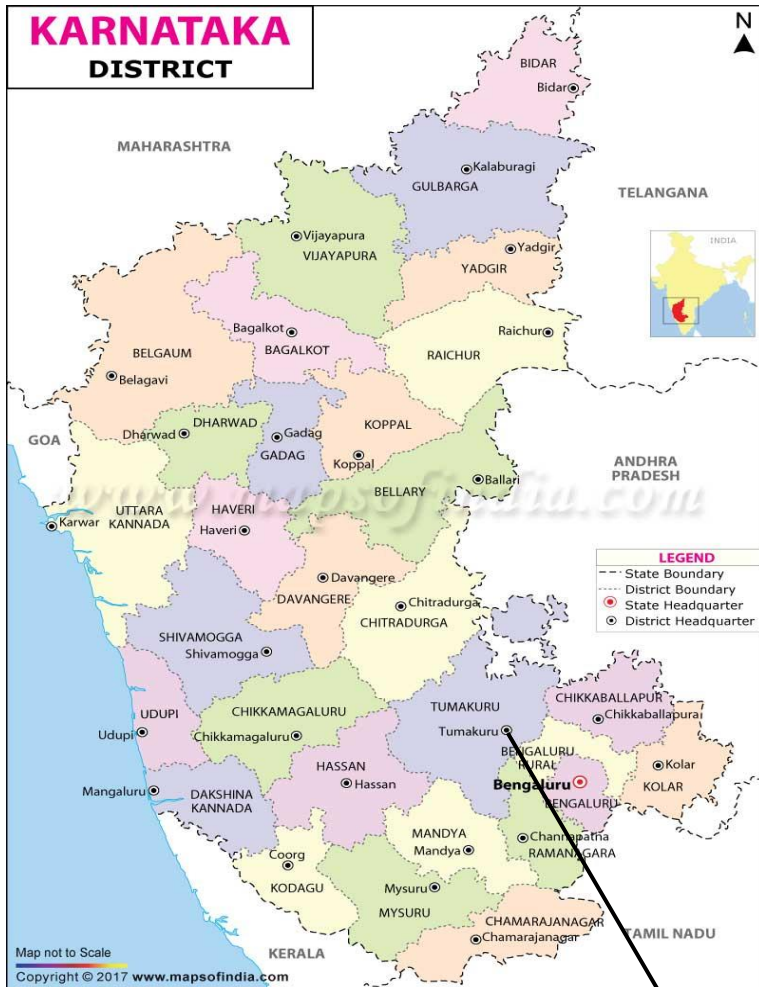 KARNATAKA
DISTRICT
N
BIDAR
Bidar
MAHARASHTRA
Kalaburagi
GULBARGA
TELANGANA
Vijayapura
VIJAYAPURA
Yadgir
YADGIR
INDIA
Bagalkot
BAGALKOT
Raichur
RAICHUR
BELGAUM
Belagavi
DHARWAD
Dharwad
GOA
Gadag
GADAG
KOPPAL
Koppal
Ballari
BELLARY
ANDHRA
PRADESH
www.mapsofindia.com
UTTARA
KANNADA
Karwar
HAVERI
Haveri
Davangere
DAVANGERE
Chitradurga
CHITRADURGA
LEGEND
State Boundary
District Boundary
State Headquarter
District Headquarter
SHIVAMOGGA
Shivamogga
UDUPI
Udupi
CHIKKAMAGALURU
Chikkamagaluru
TUMAKURU
Tumakuru
CHIKKABALLAPUR
Chikkaballapura
BENGALURU
RURAL
HASSAN
Hassan
Bengaluru
BENGALURU
Kolar
KOLAR
Mangaluru
DAKSHINA
KANNADA
MANDYA
Mandya
Channapatha
RAMANAGARA
Coorg
KODAGU
Mysuru
MYSURU
CHAMARAJANAGAR
Chamarajanagar
TAMIL NADU
KERALA
Map not to Scale
Copyright © 2017 www.mapsofindia.com